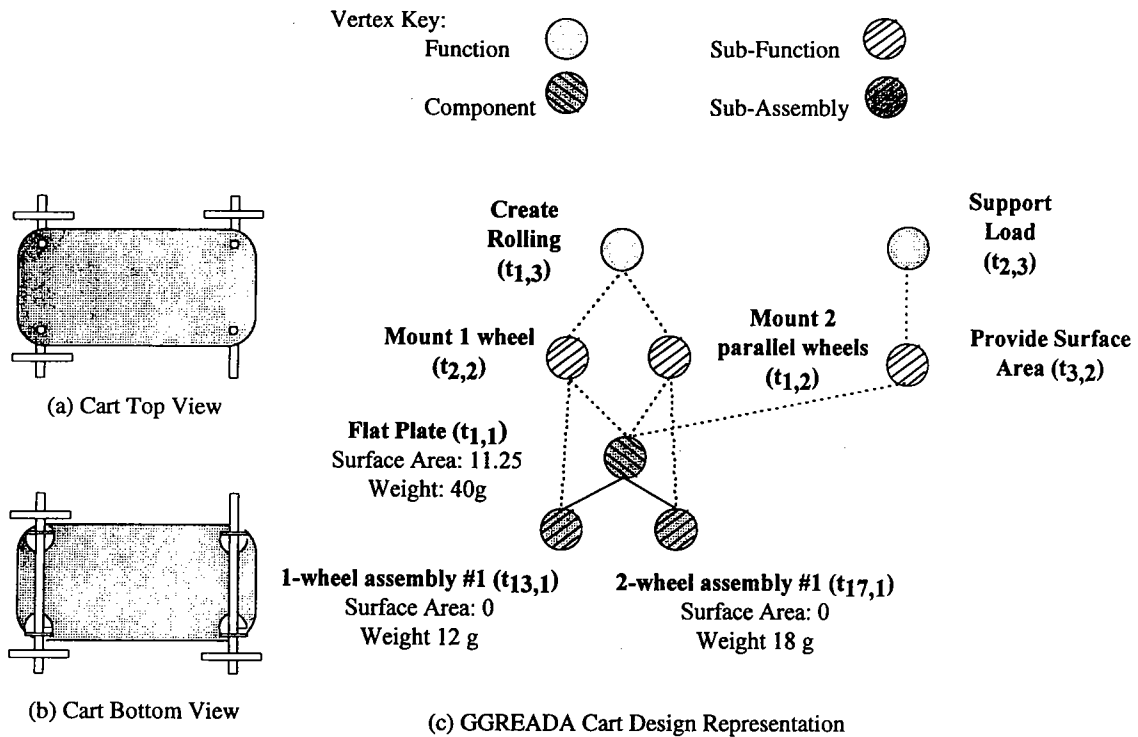 Vertex Key:
Function
Sub-Function
Component
Sub-Assembly
Create
Rolling
(t1,3)
Support
Load
(t2,3)
Mount 1 wheel
(t2,2)
Mount 2
parallel wheels
(t1,2)
Provide Surface
Area (t3,2)
(a) Cart Top View
Flat Plate (t1,1)
Surface Area: 11.25
Weight: 40g
1-wheel assembly #1 (t13,1)
Surface Area: 0
Weight 12 g
2-wheel assembly #1 (t17,1)
Surface Area: 0
Weight 18 g
(b) Cart Bottom View
(c) GGREADA Cart Design Representation